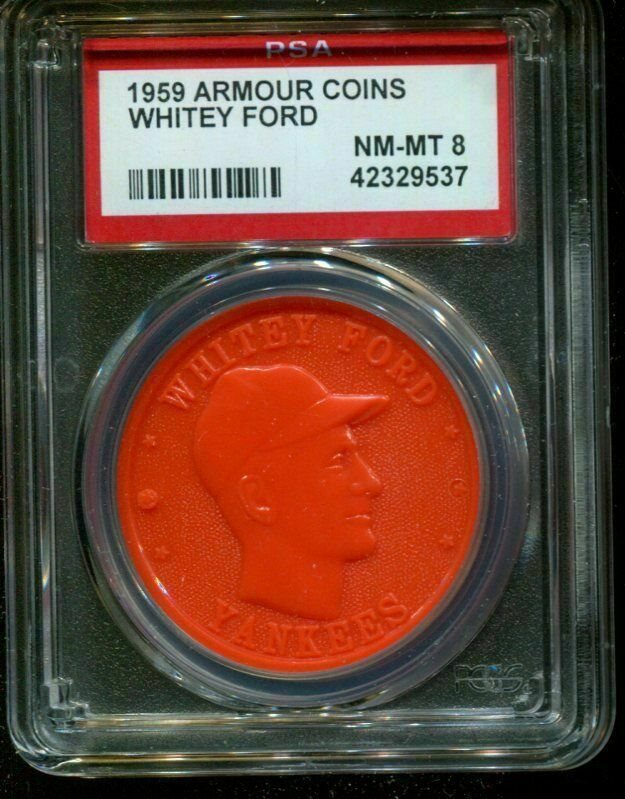 PSA
1959 ARMOUR COINS
WHITEY FORD
NM-MT 8
42329537
WHITEY FORD
YANKEES